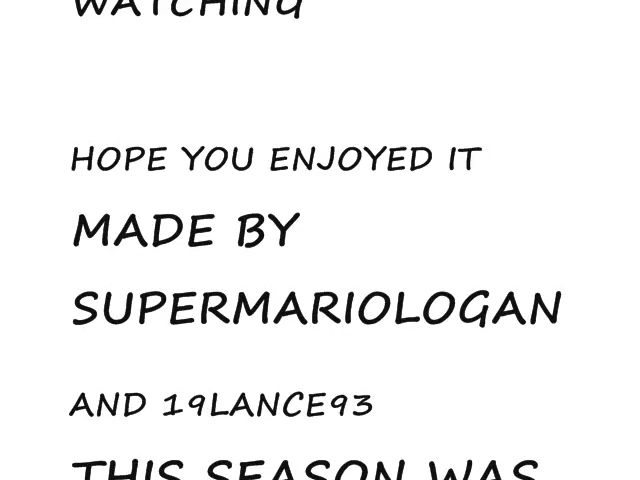 WATCHING
HOPE YOU ENJOYED IT
MADE BY
SUPERMARIOLOGAN
AND 19LANCE93
THIS SEASON WAS